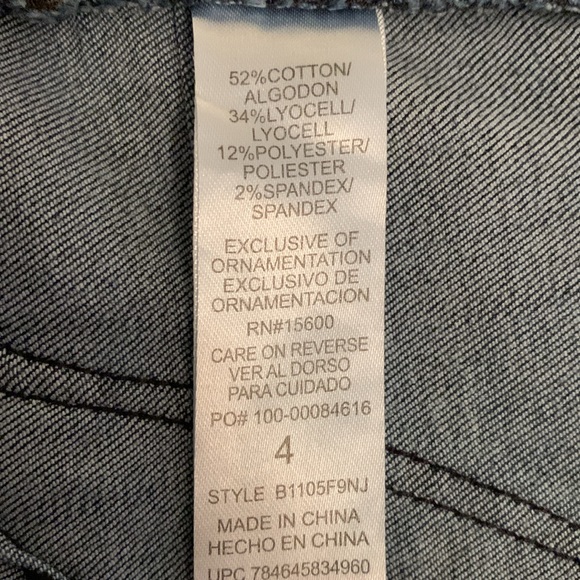 52%COTTON/
ALGODON
34%LYOCELL/
LYOCELL
12%POLYESTER/
POLIESTER
2%SPANDEX/
SPANDEX
EXCLUSIVE OF
ORNAMENTATION
EXCLUSIVO DE
ORNAMENTACION
RN#15600
CARE ON REVERSE
VER AL DORSO
PARA CUIDADO
PO# 100-00084616
4
STYLE B1105F9NJ
MADE IN CHINA
HECHO EN CHINA
UPC 784645834960